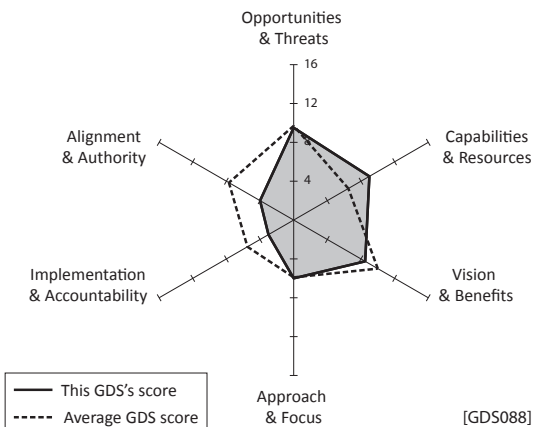 Opportunities
& Threats
16
12
8
4
Alignment
& Authority
Capabilities
& Resources
Implementation
& Accountability
Vision
& Benefits
Approach
& Focus
This GDS's score
Average GDS score
[GDS088]